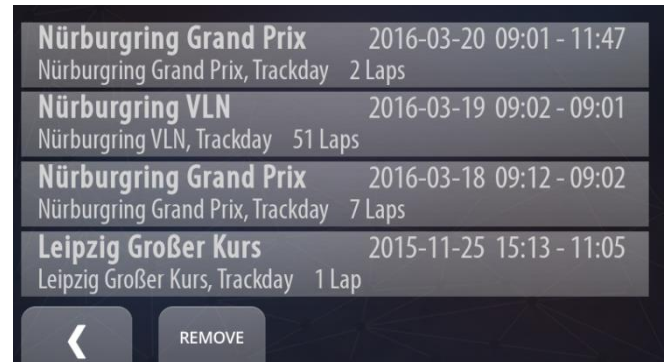 Nürburgring Grand Prix 2016-03-20 09:01 - 11:47
Nürburgring Grand Prix, Trackday 2 Laps
Nürburgring VLN 2016-03-19 09:02 - 09:01
Nürburgring VLN, Trackday 51 Laps
Nürburgring Grand Prix 2016-03-18 09:12 - 09:02
Nürburgring Grand Prix, Trackday 7 Laps
Leipzig Großer Kurs 2015-11-25 15:13 - 11:05
Leipzig Großer Kurs, Trackday 1 Lap
REMOVE